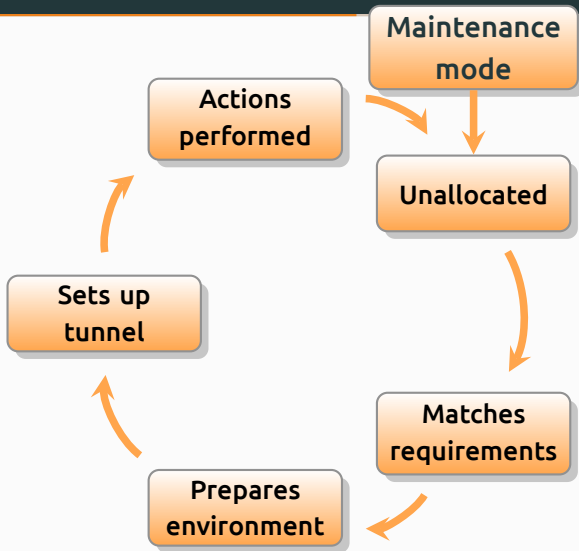 Maintenance
mode
Actions
performed
Unallocated
Sets up
tunnel
Matches
requirements
Prepares
environment